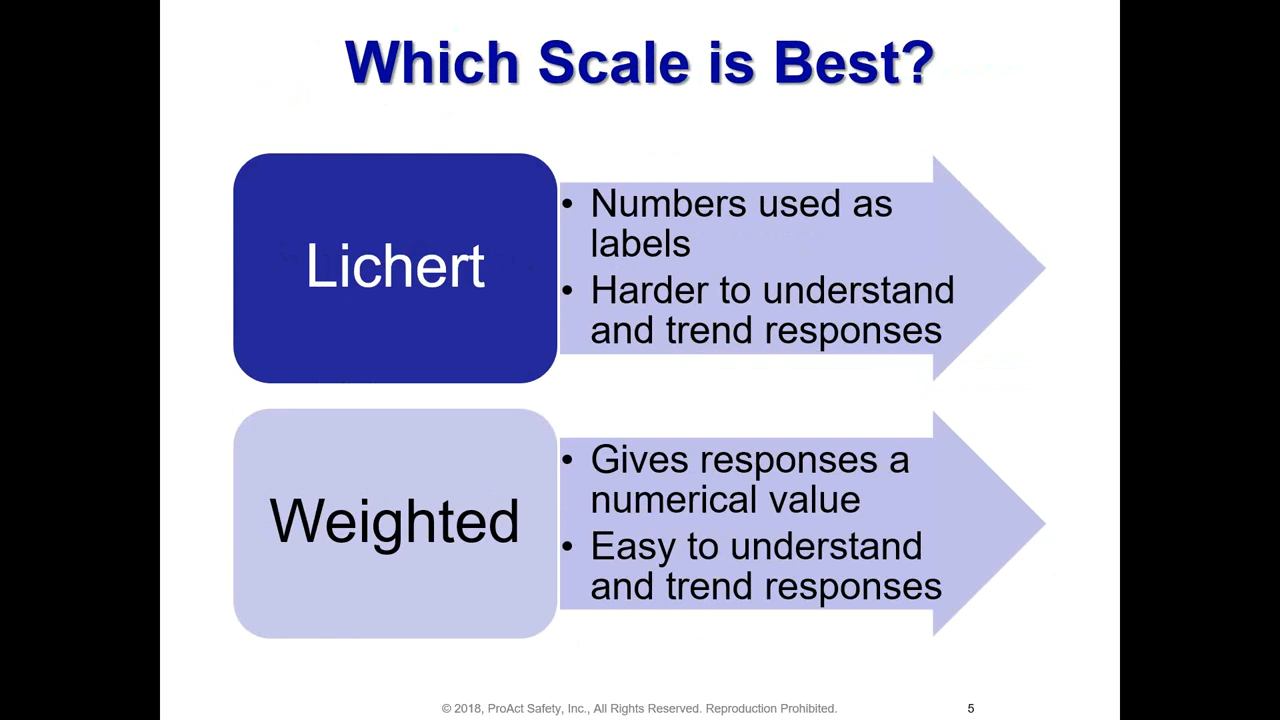 Which Scale is Best?
Lichert
• Numbers used as
labels
• Harder to understand
and trend responses
Weighted
• Gives responses a
numerical value
• Easy to understand
and trend responses
© 2018, ProAct Safety, Inc., All Rights Reserved. Reproduction Prohibited.
5